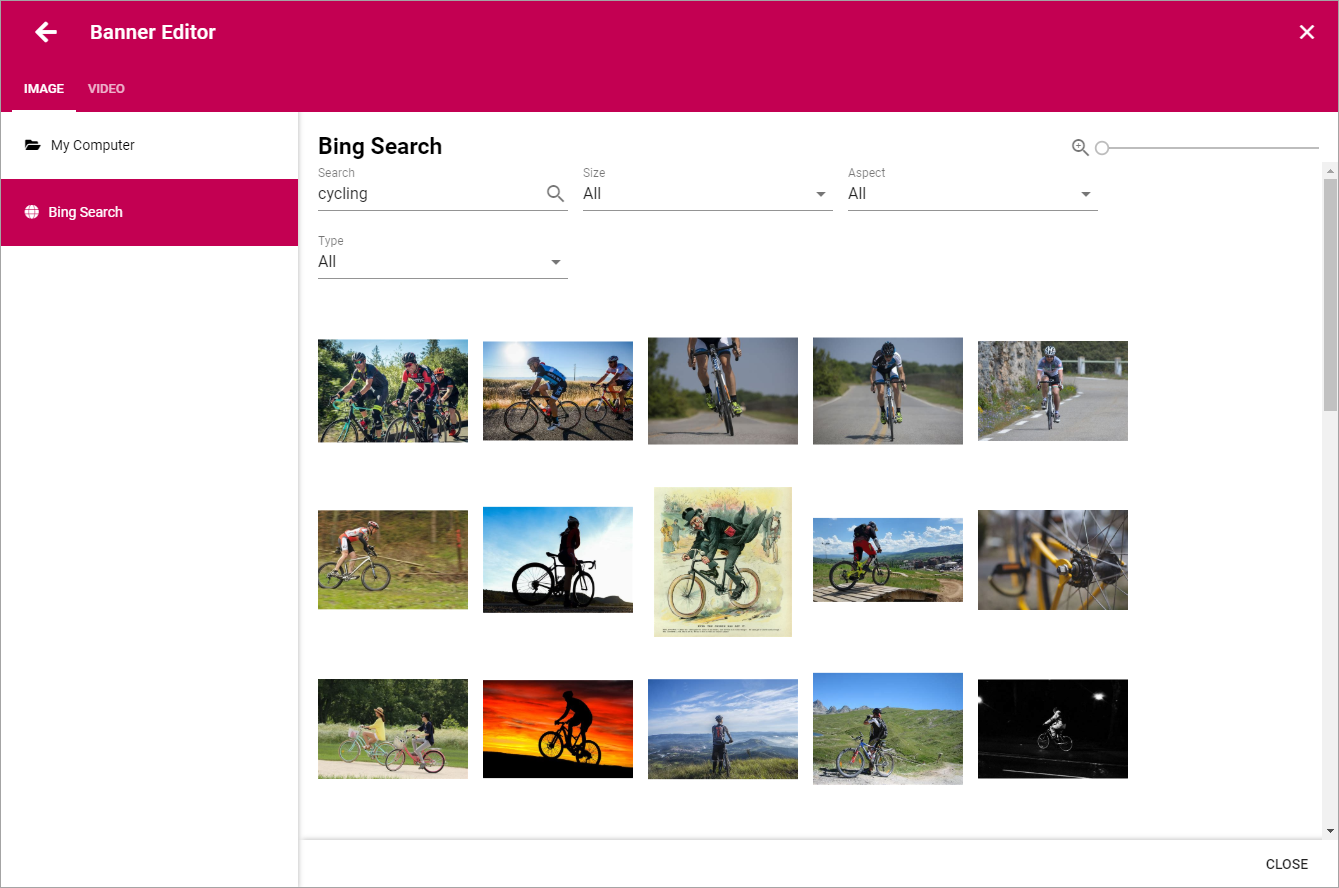 Banner Editor
IMAGE
VIDEO
My Computer
Bing Search
Bing Search
Search
cycling
Size
All
Aspect
All
Type
All
CLOSE